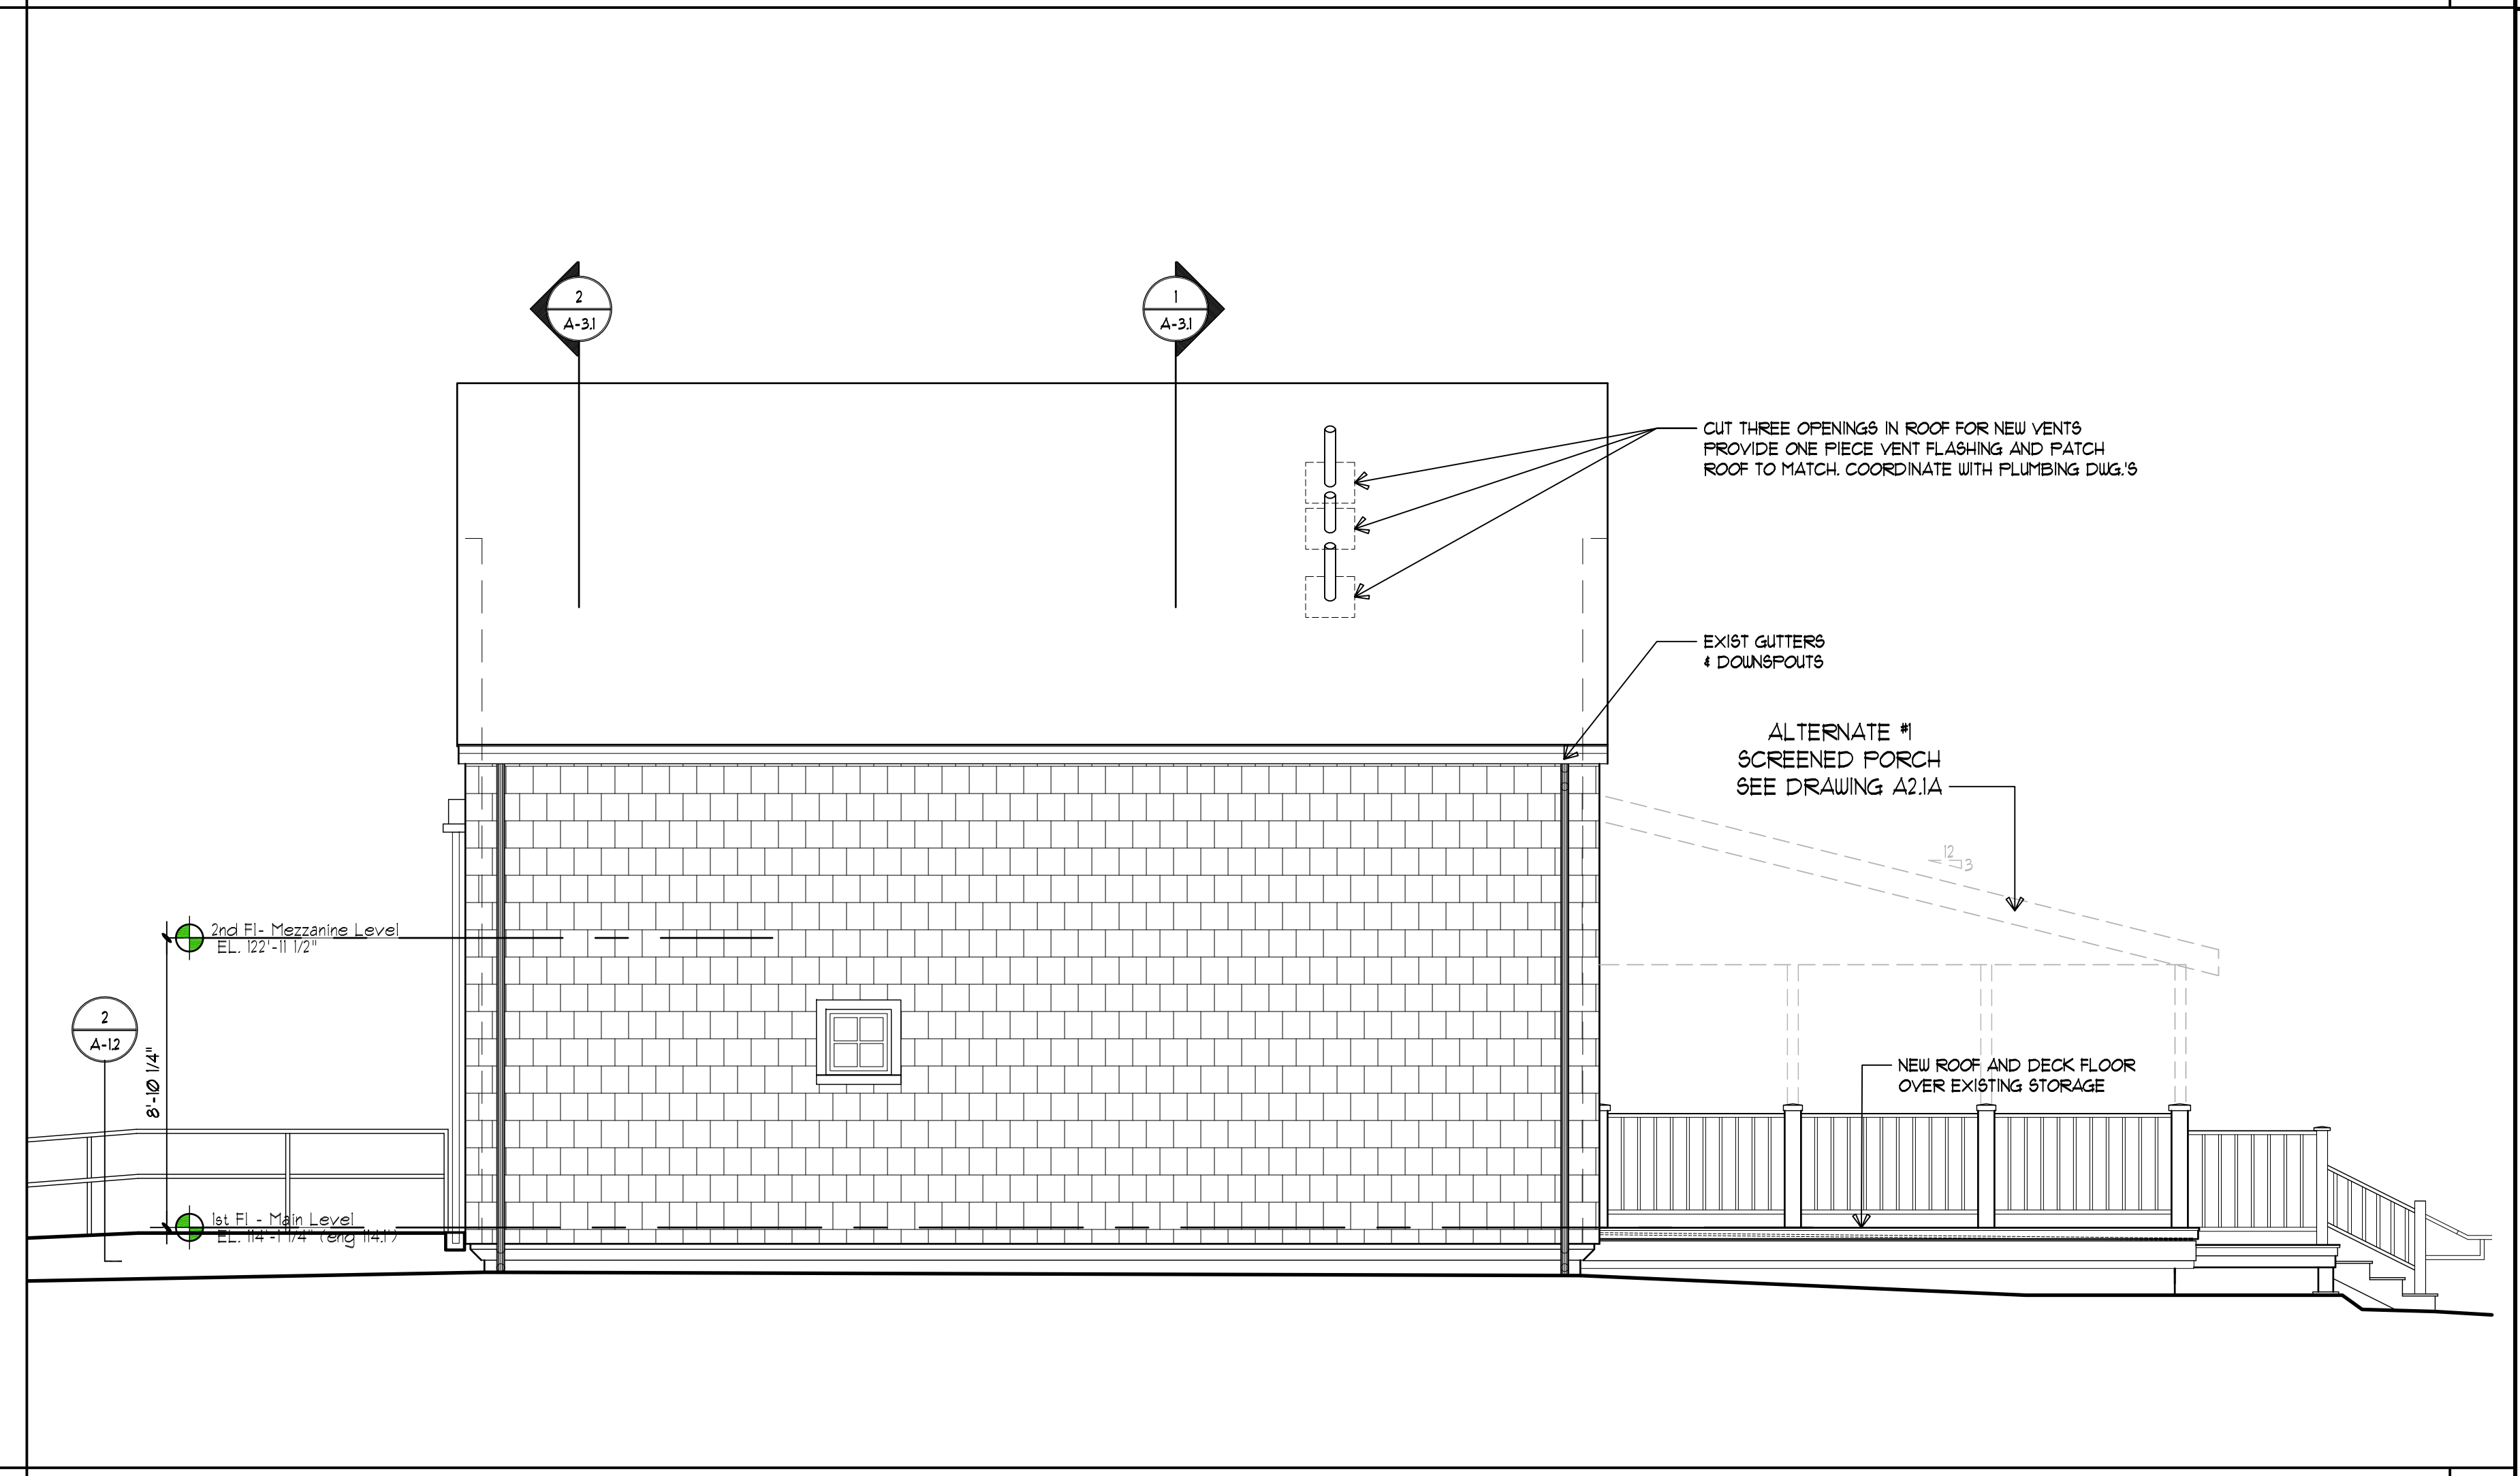 2
A-3.1
1
A-3.1
CUT THREE OPENINGS IN ROOF FOR NEW VENTS
PROVIDE ONE PIECE VENT FLASHING AND PATCH
ROOF TO MATCH. COORDINATE WITH PLUMBING DWG.'S
EXIST GUTTERS
& DOWNSPOUTS
ALTERNATE #1
SCREENED PORCH
SEE DRAWING A2.1A
12
3
2nd Fl- Mezzanine Level
EL. 122'-11 1/2"
2
A-1.2
8'-10 1/4"
NEW ROOF AND DECK FLOOR
OVER EXISTING STORAGE
1st Fl - Main Level
EL. 114'-1 1/4" (eng 114.1')